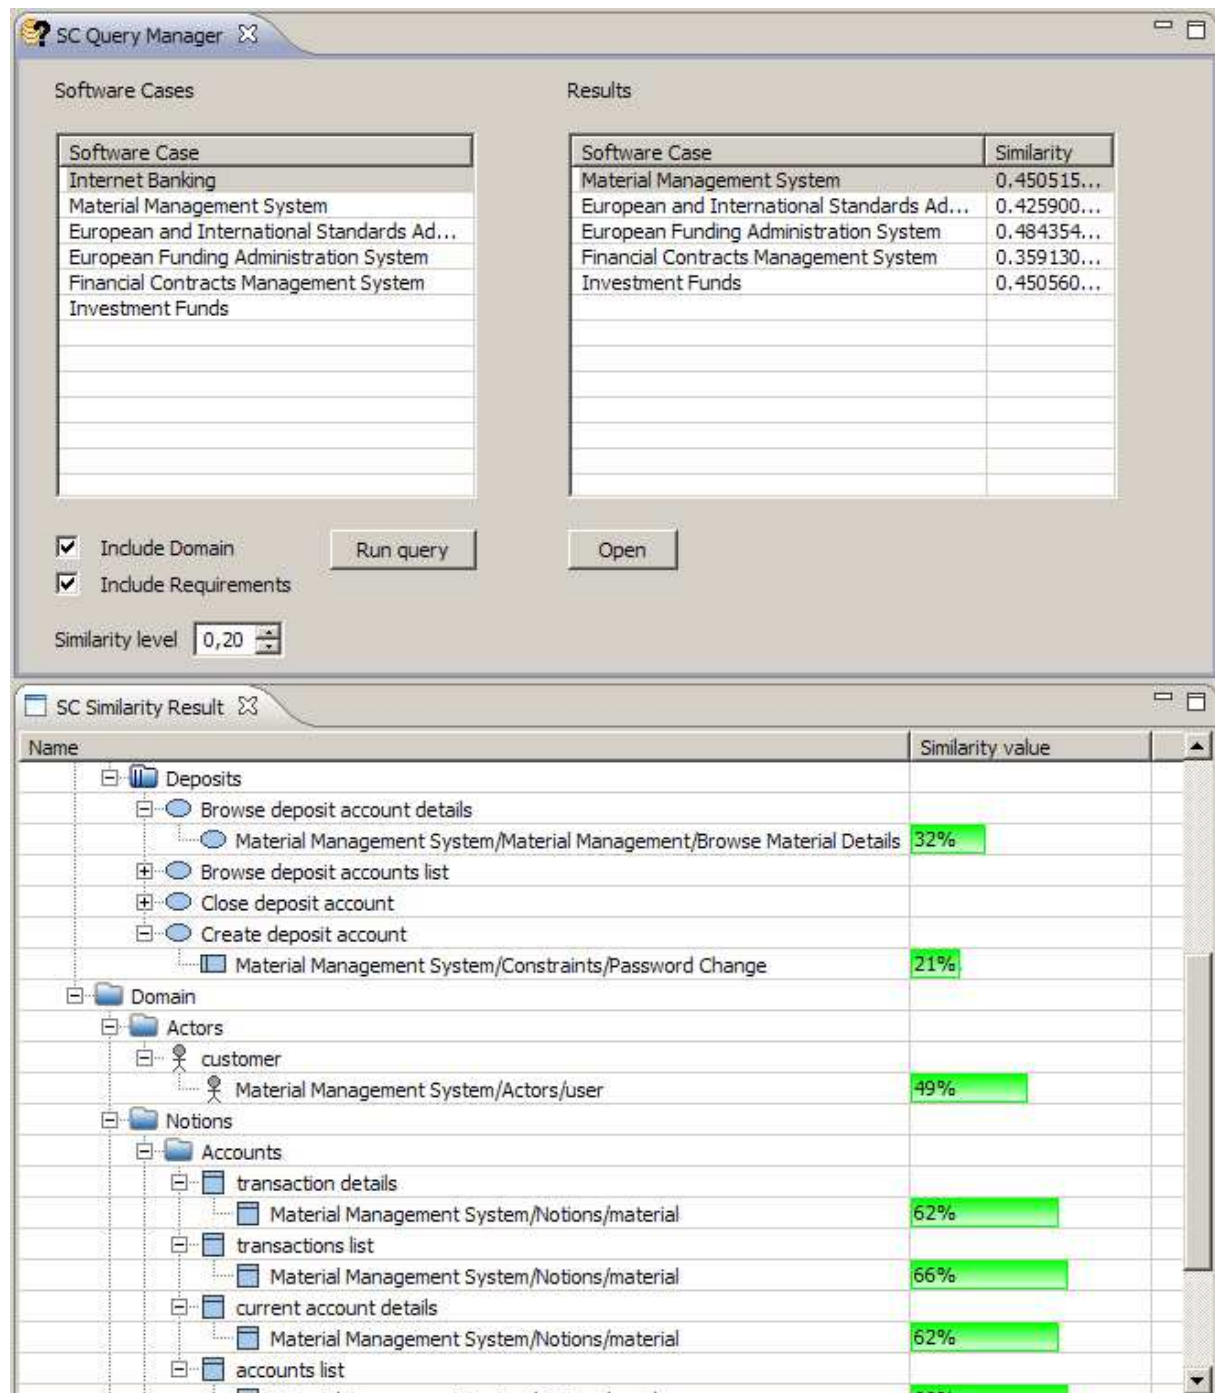 SC Query Manager
Software Cases
Results
Software Case
Software Case Similarity
Internet Banking
Material Management System 0.450515...
Material Management System
European and International Standards Ad... 0.425900...
European and International Standards Ad...
European Funding Administration System 0.484354...
European Funding Administration System
Financial Contracts Management System 0.359130...
Financial Contracts Management System
Investment Funds 0.450560...
Investment Funds
Include Domain
Run query
Open
Include Requirements
Similarity level 0,20
SC Similarity Result
Name Similarity value
Deposits
Browse deposit account details
Material Management System/Material Management/Browse Material Details 32%
Browse deposit accounts list
Close deposit account
Create deposit account
Material Management System/Constraints/Password Change 21%
Domain
Actors
customer
Material Management System/Actors/user 49%
Notions
Accounts
transaction details
Material Management System/Notions/material 62%
transactions list
Material Management System/Notions/material 66%
current account details
Material Management System/Notions/material 62%
accounts list